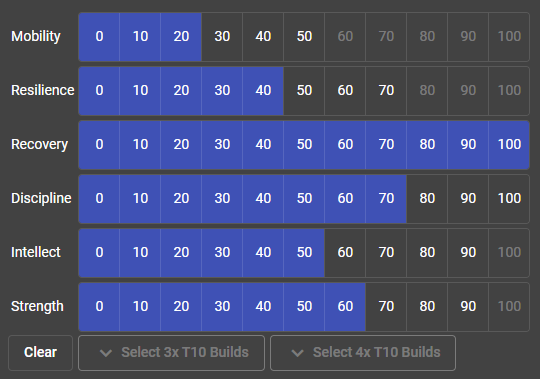 Mobility 0 10 20 30 40 50 60 70 80 90 100
Resilience 0 10 20 30 40 50 60 70 80 90 100
Recovery 0 10 20 30 40 50 60 70 80 90 100
Discipline 0 10 20 30 40 50 60 70 80 90 100
Intellect 0 10 20 30 40 50 60 70 80 90 100
Strength 0 10 20 30 40 50 60 70 80 90 100
Clear Select 3x T10 Builds Select 4x T10 Builds